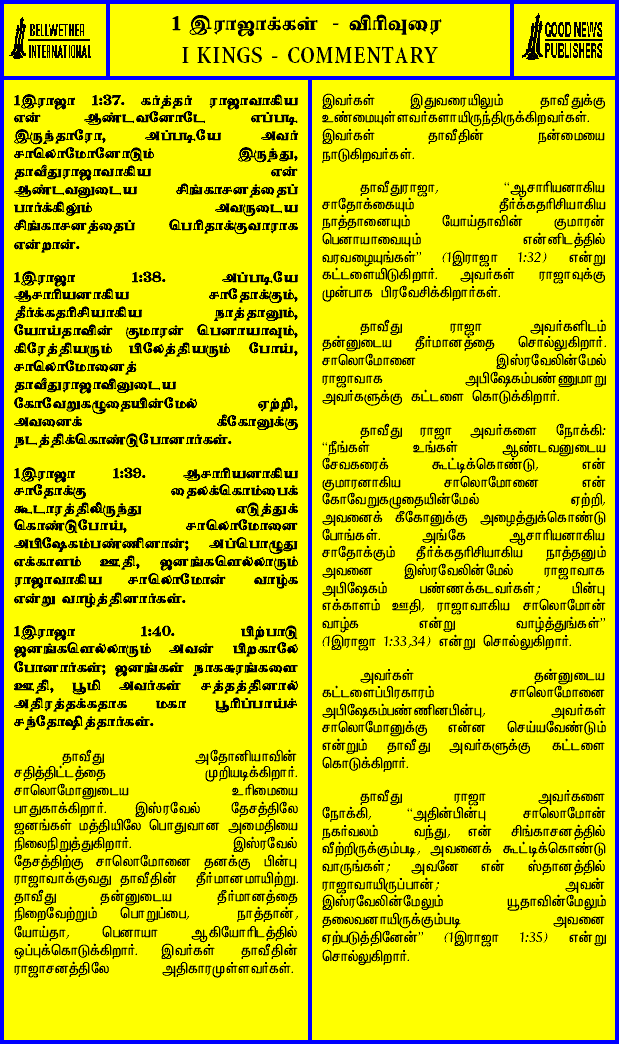 BELLWETHER
INTERNATIONAL
1 இராஜாக்கள் - விரிவுரை
I KINGS - COMMENTARY
GOOD NEWS
PUBLISHERS
1இராஜா 1:37. கர்த்தர் ராஜாவாகிய
என் ஆண்டவனோடே எப்படி
இருந்தாரோ, அப்படியே அவர்
சாலொமோனோடும் இருந்து,
தாவீதுராஜாவாகிய என்
ஆண்டவனுடைய சிங்காசனத்தைப்
பார்க்கிலும் அவருடைய
சிங்காசனத்தைப் பெரிதாக்குவாராக
என்றான்.
1இராஜா 1:38. அப்படியே
ஆசாரியனாகிய சாதோக்கும்,
தீர்க்கதரிசியாகிய நாத்தானும்,
யோய்தாவின் குமாரன் பெனாயாவும்,
கிரேத்தியரும் பிலேத்தியரும் போய்,
சாலொமோனைத்
தாவீதுராஜாவினுடைய
கோவேறுகழுதையின்மேல் ஏற்றி,
அவனைக் கீகோனுக்கு
நடத்திக்கொண்டுபோனார்கள்.
1இராஜா 1:39. ஆசாரியனாகிய
சாதோக்கு தைலக்கொம்பைக்
கூடாரத்திலிருந்து எடுத்துக்
கொண்டுபோய், சாலொமோனை
அபிஷேகம்பண்ணினான்; அப்பொழுது
எக்காளம் ஊதி, ஜனங்களெல்லாரும்
ராஜாவாகிய சாலொமோன் வாழ்க
என்று வாழ்த்தினார்கள்.
1இராஜா 1:40. பிற்பாடு
ஜனங்களெல்லாரும் அவன் பிறகாலே
போனார்கள்; ஜனங்கள் நாகசுரங்களை
ஊதி, பூமி அவர்கள் சத்தத்தினால்
அதிரத்தக்கதாக மகா பூரிப்பாய்ச்
சந்தோஷித்தார்கள்.
தாவீது அதோனியாவின்
சதித்திட்டத்தை முறியடிக்கிறார்.
சாலொமோனுடைய உரிமையை
பாதுகாக்கிறார். இஸ்ரவேல் தேசத்திலே
ஜனங்கள் மத்தியிலே பொதுவான அமைதியை
நிலைநிறுத்துகிறார். இஸ்ரவேல்
தேசத்திற்கு சாலொமோனை தனக்கு பின்பு
ராஜாவாக்குவது தாவீதின் தீர்மானமாயிற்று.
தாவீது தன்னுடைய தீர்மானத்தை
நிறைவேற்றும் பொறுப்பை, நாத்தான்,
யோய்தா, பெனாயா ஆகியோரிடத்தில்
ஒப்புக்கொடுக்கிறார். இவர்கள் தாவீதின்
ராஜாசனத்திலே அதிகாரமுள்ளவர்கள்.
இவர்கள் இதுவரையிலும் தாவீதுக்கு
உண்மையுள்ளவர்களாயிருந்திருக்கிறவர்கள்.
இவர்கள் தாவீதின் நன்மையை
நாடுகிறவர்கள்.
தாவீதுராஜா, “ஆசாரியனாகிய
சாதோக்கையும் தீர்க்கதரிசியாகிய
நாத்தானையும் யோய்தாவின் குமாரன்
பெனாயாவையும் என்னிடத்தில்
வரவழையுங்கள்” (1இராஜா 1:32) என்று
கட்டளையிடுகிறார். அவர்கள் ராஜாவுக்கு
முன்பாக பிரவேசிக்கிறார்கள்.
தாவீது ராஜா அவர்களிடம்
தன்னுடைய தீர்மானத்தை சொல்லுகிறார்.
சாலொமோனை இஸ்ரவேலின்மேல்
ராஜாவாக அபிஷேகம்பண்ணுமாறு
அவர்களுக்கு கட்டளை கொடுக்கிறார்.
தாவீது ராஜா அவர்களை நோக்கி:
“நீங்கள் உங்கள் ஆண்டவனுடைய
சேவகரைக் கூட்டிக்கொண்டு, என்
குமாரனாகிய சாலொமோனை என்
கோவேறுகழுதையின்மேல் ஏற்றி,
அவனைக் கீகோனுக்கு அழைத்துக்கொண்டு
போங்கள். அங்கே ஆசாரியனாகிய
சாதோக்கும் தீர்க்கதரிசியாகிய நாத்தனும்
அவனை இஸ்ரவேலின்மேல் ராஜாவாக
அபிஷேகம் பண்ணக்கடவர்கள்; பின்பு
எக்காளம் ஊதி, ராஜாவாகிய சாலொமோன்
வாழ்க என்று வாழ்த்துங்கள்”
(1இராஜா 1:33,34) என்று சொல்லுகிறார்.
அவர்கள் தன்னுடைய
கட்டளைப்பிரகாரம் சாலொமோனை
அபிஷேகம்பண்ணினபின்பு, அவர்கள்
சாலொமோனுக்கு என்ன செய்யவேண்டும்
என்றும் தாவீது அவர்களுக்கு கட்டளை
கொடுக்கிறார்.
தாவீது ராஜா அவர்களை
நோக்கி, “அதின்பின்பு சாலொமோன்
நகர்வலம் வந்து, என் சிங்காசனத்தில்
வீற்றிருக்கும்படி, அவனைக் கூட்டிக்கொண்டு
வாருங்கள்; அவனே என் ஸ்தானத்தில்
ராஜாவாயிருப்பான்; அவன்
இஸ்ரவேலின்மேலும் யூதாவின்மேலும்
தலைவனாயிருக்கும்படி அவனை
ஏற்படுத்தினேன்” (1இராஜா 1:35) என்று
சொல்லுகிறார்.